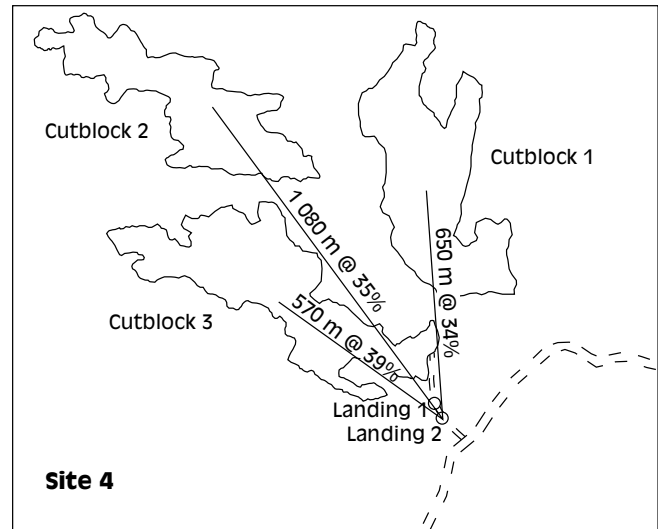 Cutblock 2
Cutblock 1
1 080 m @ 35%
650 m @ 34%
570 m @ 39%
Cutblock 3
Landing 1
Landing 2
Site 4